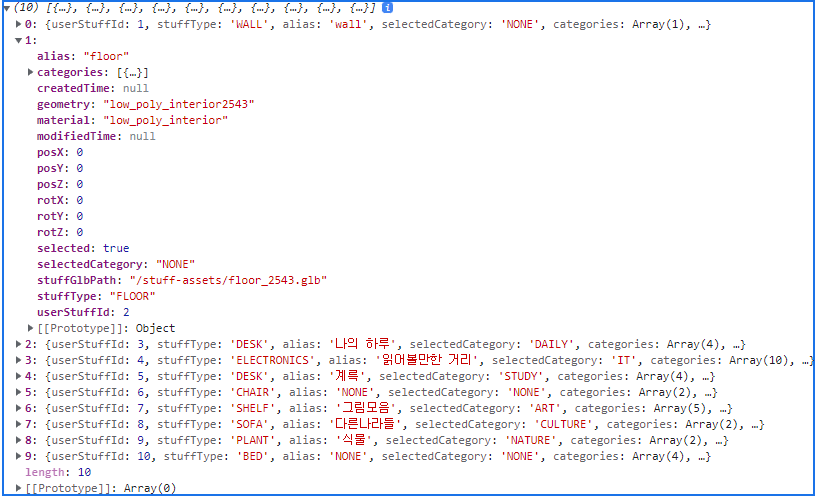 (10) [{…}, {…}, {…}, {…}, {…}, {…}, {…}, {…}, {…}, {…}] i
0: {userStuffId: 1, stuffType: 'WALL', alias: 'wall', selectedCategory: 'NONE', categories: Array(1), …}
1:
alias: "floor"
categories: [{…}]
createdTime: null
geometry: "low_poly_interior2543"
material: "low_poly_interior"
modifiedTime: null
posX: 0
posY: 0
posZ: 0
rotX: 0
rotY: 0
rotZ: 0
selected: true
selectedCategory: "NONE"
stuffGlbPath: "/stuff-assets/floor_2543.glb"
stuffType: "FLOOR"
userStuffId: 2
[[Prototype]]: Object
2: {userStuffId: 3, stuffType: 'DESK', alias: '나의 하루', selectedCategory: 'DAILY', categories: Array(4), …}
3: {userStuffId: 4, stuffType: 'ELECTRONICS', alias: '읽어볼만한 거리', selectedCategory: 'IT', categories: Array(10), …}
4: {userStuffId: 5, stuffType: 'DESK', alias: '계륵', selectedCategory: 'STUDY', categories: Array(4), …}
5: {userStuffId: 6, stuffType: 'CHAIR', alias: 'NONE', selectedCategory: 'NONE', categories: Array(2), …}
6: {userStuffId: 7, stuffType: 'SHELF', alias: '그림모음', selectedCategory: 'ART', categories: Array(5), …}
7: {userStuffId: 8, stuffType: 'SOFA', alias: '다른나라들', selectedCategory: 'CULTURE', categories: Array(2), …}
8: {userStuffId: 9, stuffType: 'PLANT', alias: '식물', selectedCategory: 'NATURE', categories: Array(2), …}
9: {userStuffId: 10, stuffType: 'BED', alias: 'NONE', selectedCategory: 'NONE', categories: Array(4), …}
length: 10
[[Prototype]]: Array(0)